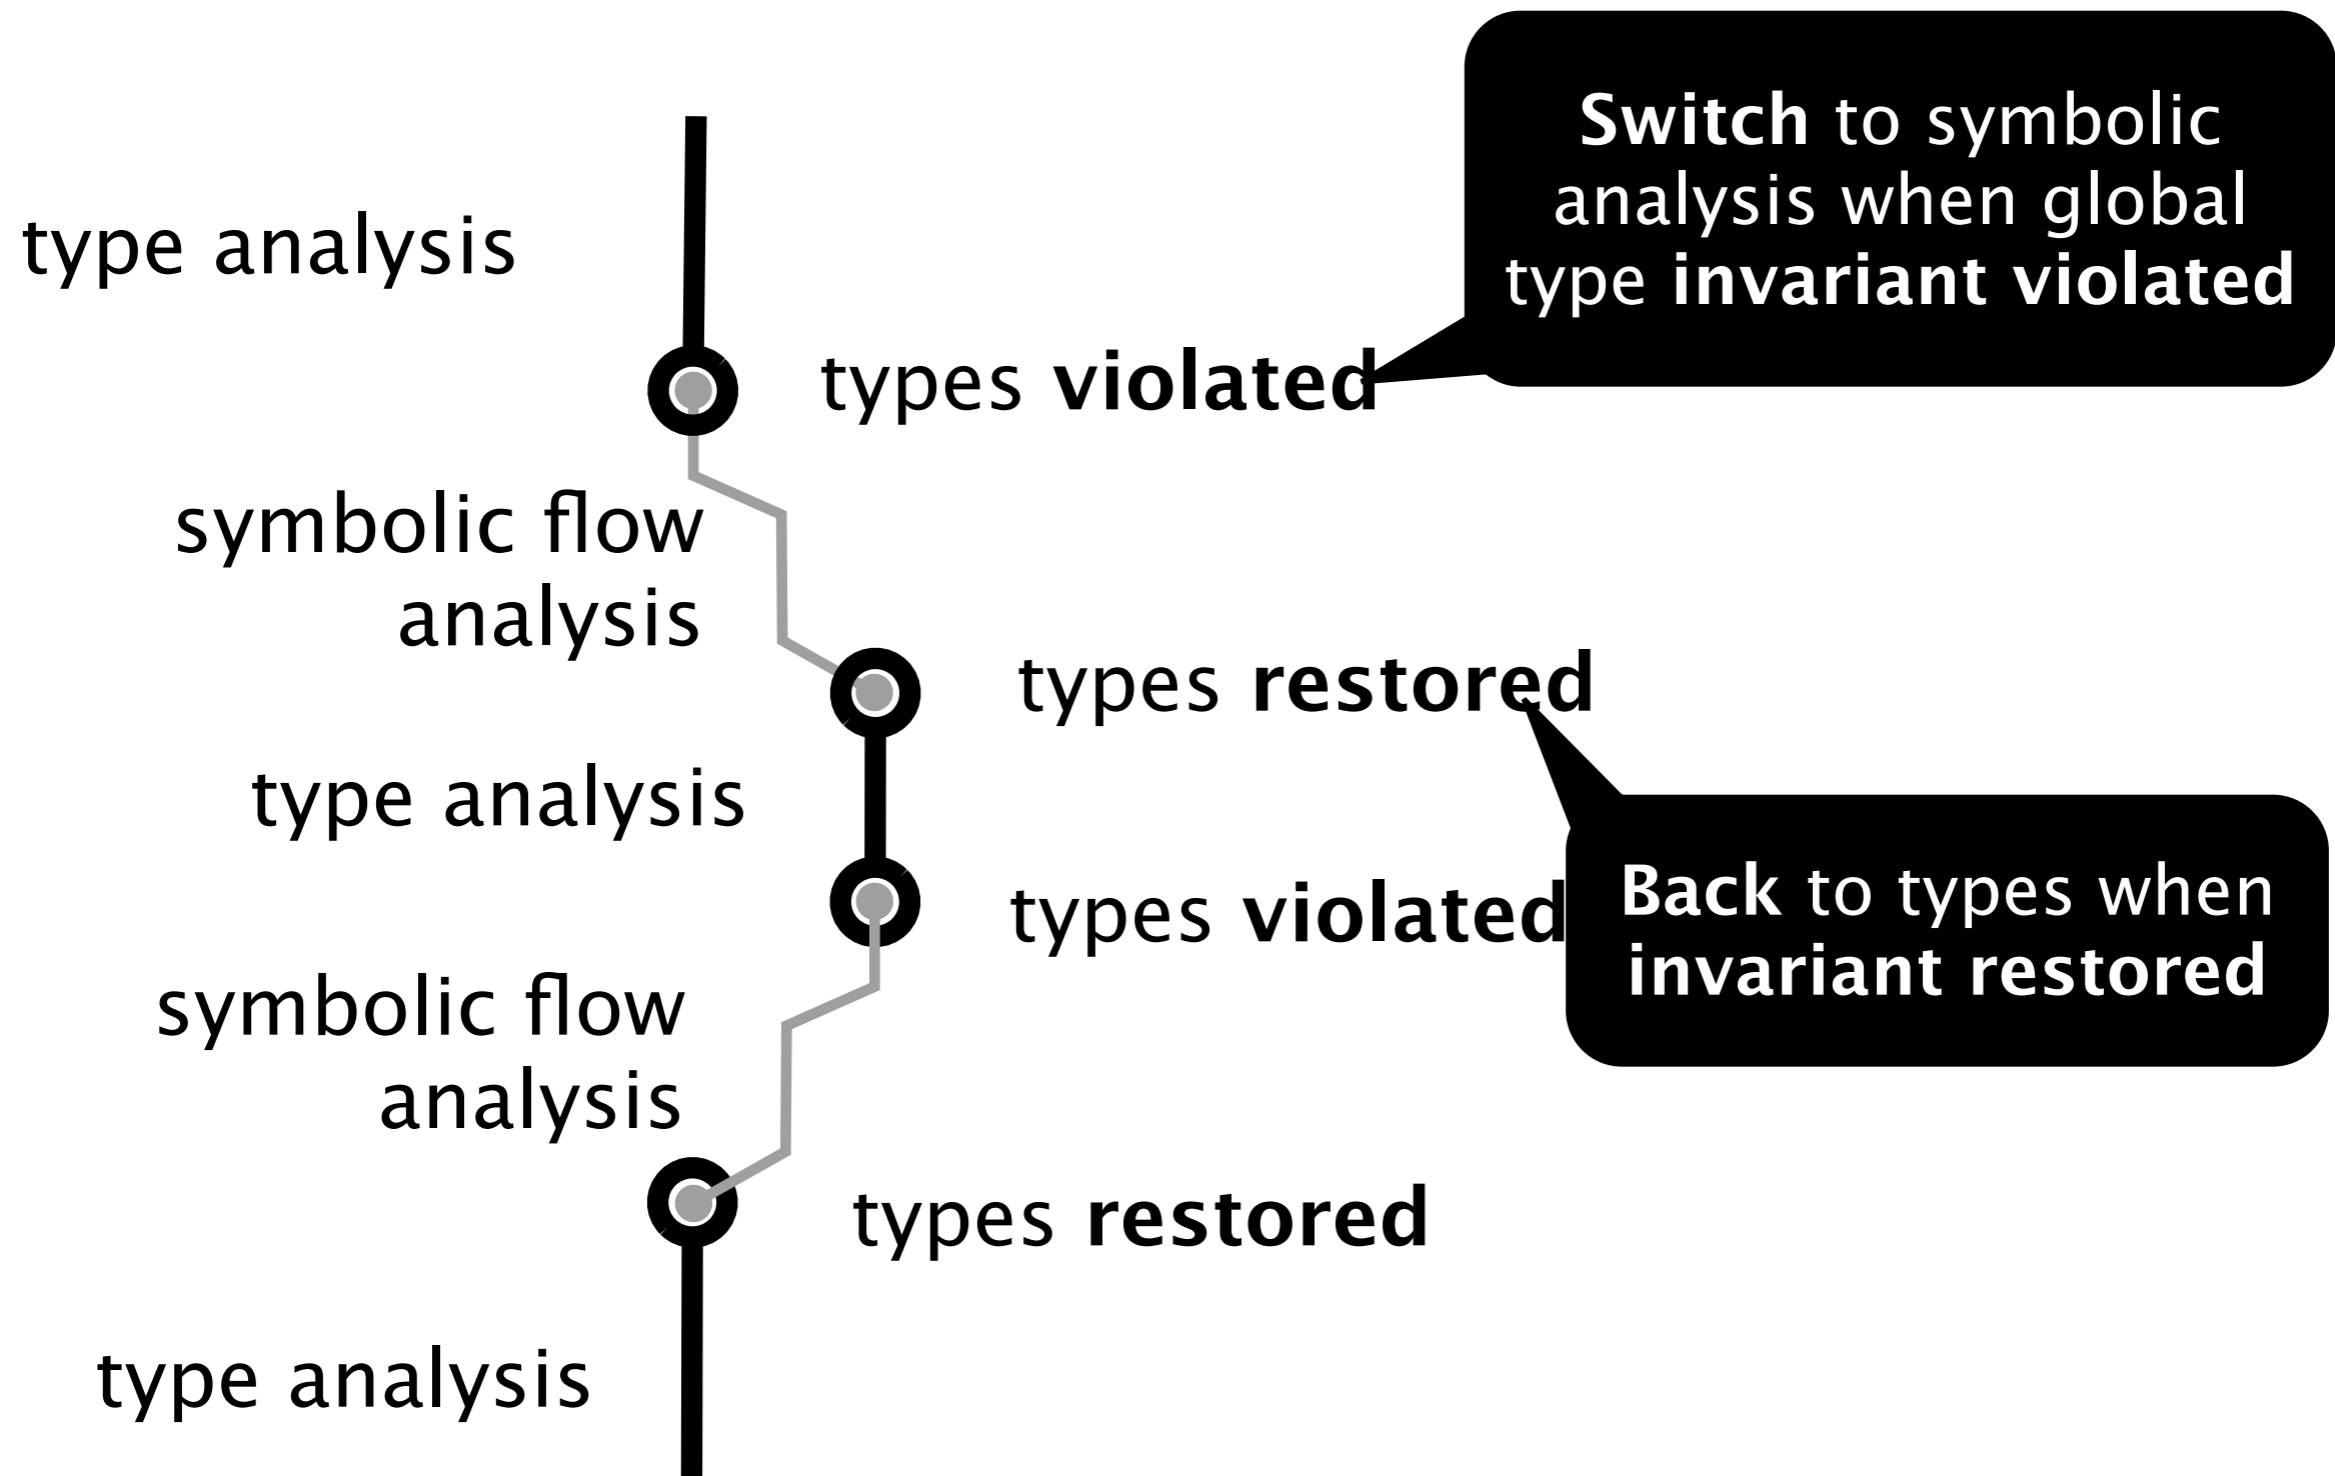 Switch to symbolic
analysis when global
type invariant violated
type analysis
types violated
symbolic flow
analysis
types restored
type analysis
Back to types when
invariant restored
types violated
symbolic flow
analysis
types restored
type analysis